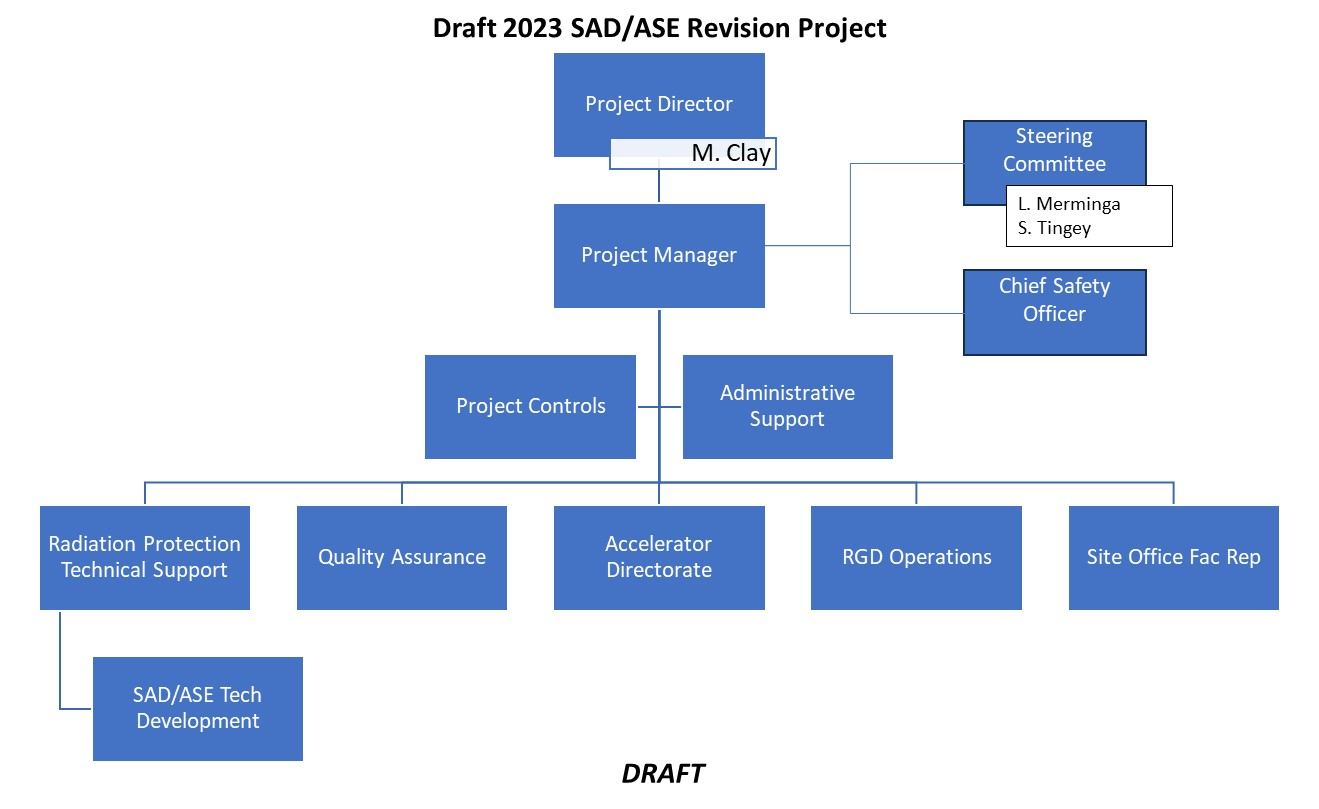 Draft 2023 SAD/ASE Revision Project
Project Director
M. Clay
Steering
Committee
L. Merminga
S. Tingey
Project Manager
Chief Safety
Officer
Project Controls
Administrative
Support
Radiation Protection
Technical Support
Quality Assurance
Accelerator
Directorate
RGD Operations
Site Office Fac Rep
SAD/ASE Tech
Development
DRAFT